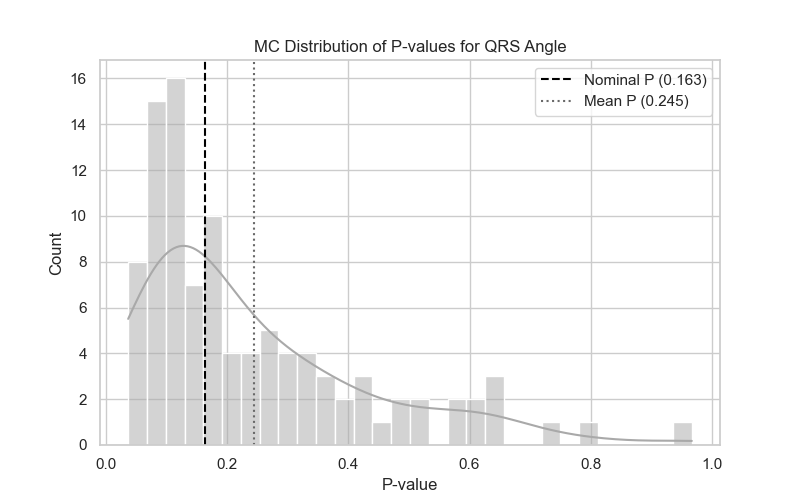 MC Distribution of P-values for QRS Angle
Nominal P (0.163)
Mean P (0.245)
Count
16
14
12
10
8
6
4
2
0
0.0 0.2 0.4 0.6 0.8 1.0
P-value